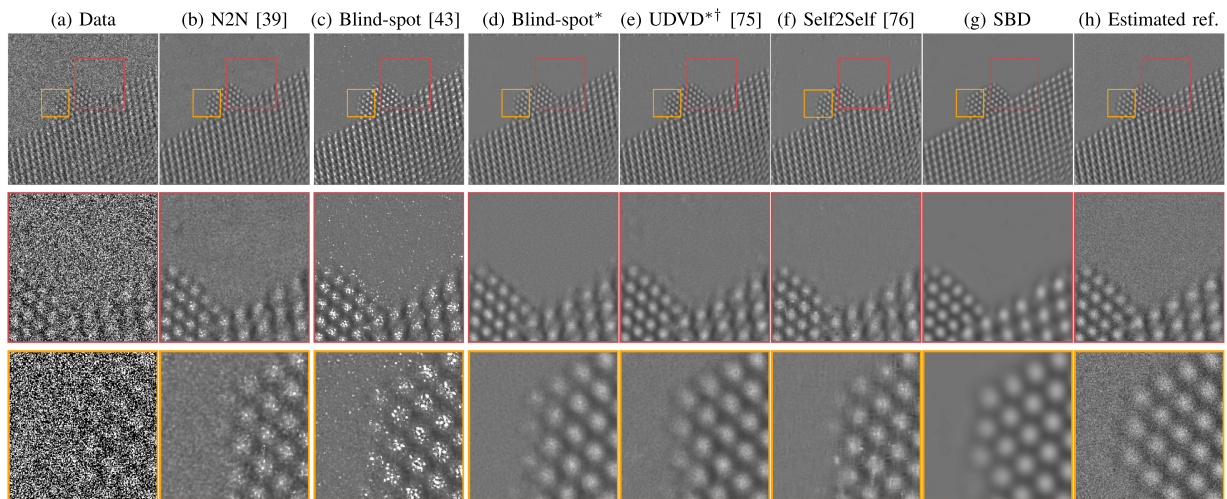 (a) Data (b) N2N [39] (c) Blind-spot [43] (d) Blind-spot* (e) UDVD*† [75] (f) Self2Self [76] (g) SBD (h) Estimated ref.